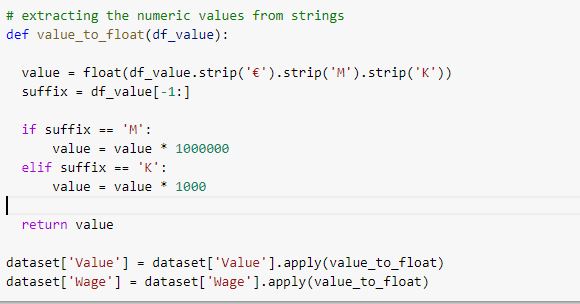 # extracting the numeric values from strings
def value_to_float(df_value):
value = float(df_value.strip('€').strip('M').strip('K'))
suffix = df_value[-1:]
if suffix == 'M':
value = value * 1000000
elif suffix == 'K':
value = value * 1000
return value
dataset['Value'] = dataset['Value'].apply(value_to_float)
dataset['Wage'] = dataset['Wage'].apply(value_to_float)